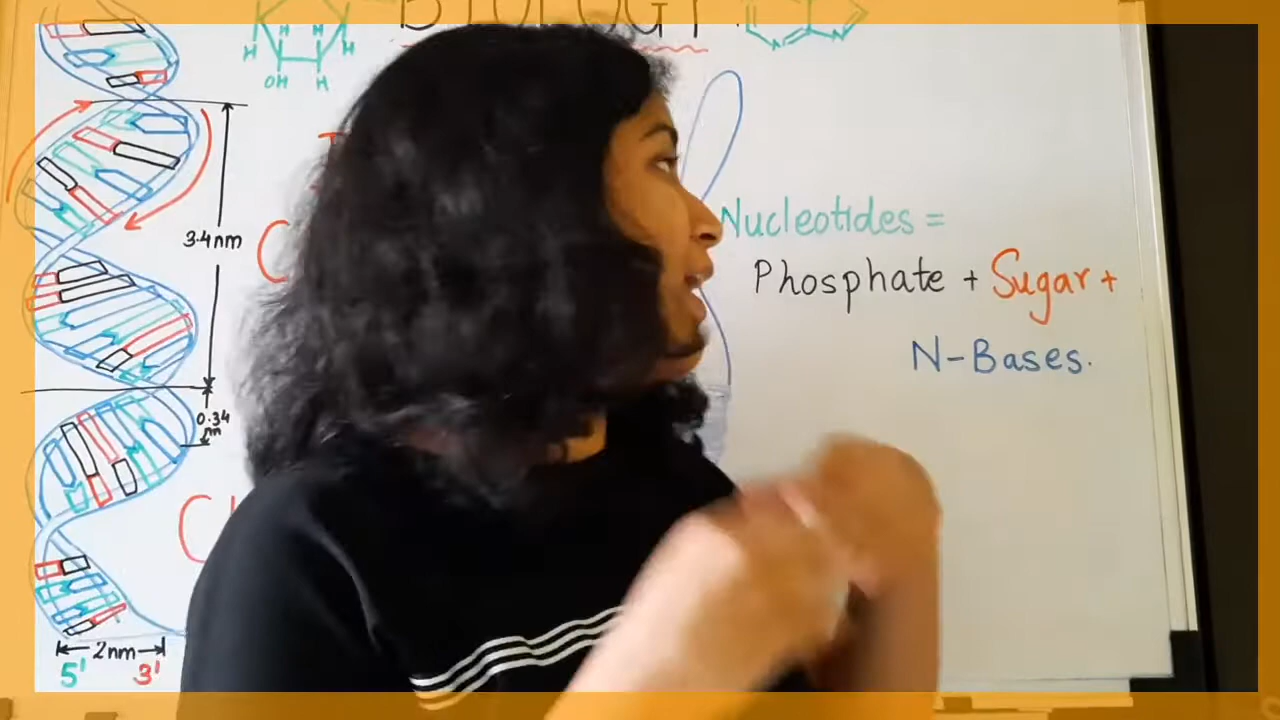 BIOLOGY
H H H H
OH H
3.4nm
0.34
nm
2nm
5' 3'
Nucleotides =
Phosphate + Sugar +
N-Bases.